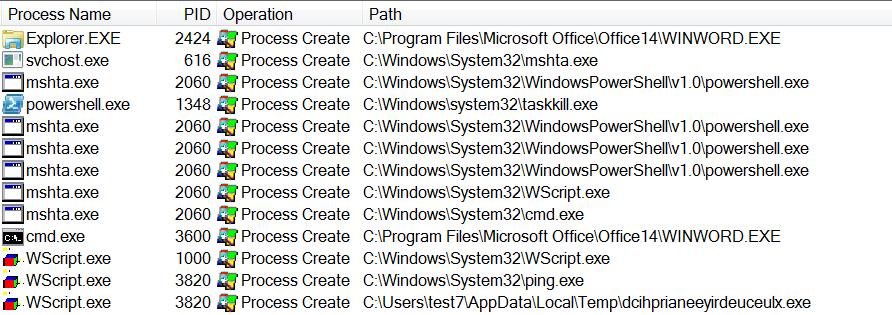 Process Name PID Operation Path
Explorer.EXE 2424 Process Create C:\Program Files\Microsoft Office\Office14\WINWORD.EXE
svchost.exe 616 Process Create C:\Windows\System32\mshta.exe
mshta.exe 2060 Process Create C:\Windows\System32\WindowsPowerShell\v1.0\powershell.exe
powershell.exe 1348 Process Create C:\Windows\system32\taskkill.exe
mshta.exe 2060 Process Create C:\Windows\System32\WindowsPowerShell\v1.0\powershell.exe
mshta.exe 2060 Process Create C:\Windows\System32\WindowsPowerShell\v1.0\powershell.exe
mshta.exe 2060 Process Create C:\Windows\System32\WindowsPowerShell\v1.0\powershell.exe
mshta.exe 2060 Process Create C:\Windows\System32\WScript.exe
mshta.exe 2060 Process Create C:\Windows\System32\cmd.exe
cmd.exe 3600 Process Create C:\Program Files\Microsoft Office\Office14\WINWORD.EXE
WScript.exe 1000 Process Create C:\Windows\System32\WScript.exe
WScript.exe 3820 Process Create C:\Windows\System32\ping.exe
WScript.exe 3820 Process Create C:\Users\test7\AppData\Local\Temp\dcihprianeeyirdeuceulx.exe